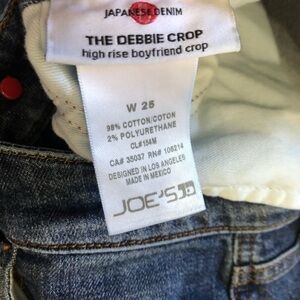 JAPANESE DENIM
THE DEBBIE CROP
high rise boyfriend crop
W 25
98% COTTON/COTON
2% POLYURETHANE
CL#154M
CA# 35037 RN# 106214
DESIGNED IN LOS ANGELES
MADE IN MEXICO
JOE'S